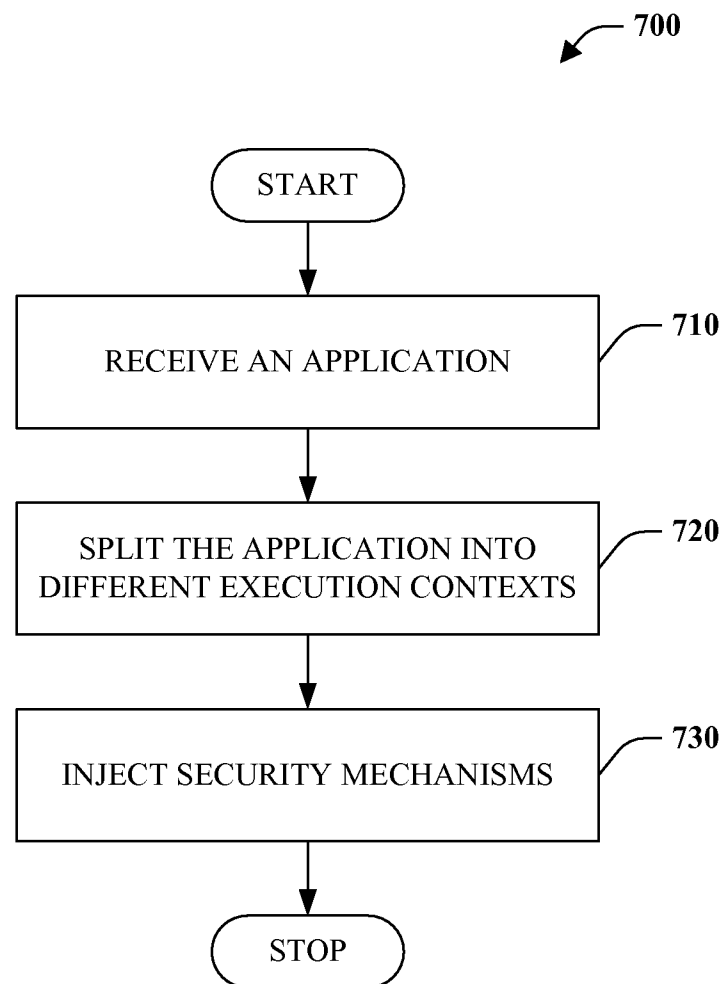 700
START
RECEIVE AN APPLICATION
710
SPLIT THE APPLICATION INTO
DIFFERENT EXECUTION CONTEXTS
720
INJECT SECURITY MECHANISMS
730
STOP